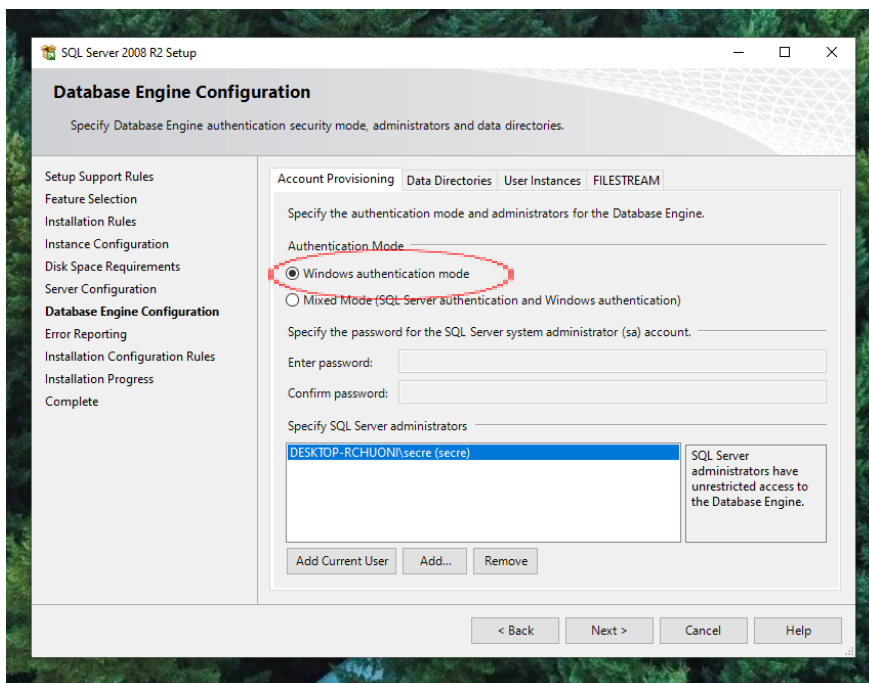 SQL Server 2008 R2 Setup
Database Engine Configuration
Specify Database Engine authentication security mode, administrators and data directories.
Setup Support Rules
Feature Selection
Installation Rules
Instance Configuration
Disk Space Requirements
Server Configuration
Database Engine Configuration
Error Reporting
Installation Configuration Rules
Installation Progress
Complete
Account Provisioning Data Directories User Instances FILESTREAM
Specify the authentication mode and administrators for the Database Engine.
Authentication Mode
Windows authentication mode
Mixed Mode (SQL Server authentication and Windows authentication)
Specify the password for the SQL Server system administrator (sa) account.
Enter password:
Confirm password:
Specify SQL Server administrators
DESKTOP-RCHUONI\secre (secre)
SQL Server
administrators have
unrestricted access to
the Database Engine.
Add Current User Add... Remove
< Back Next > Cancel Help